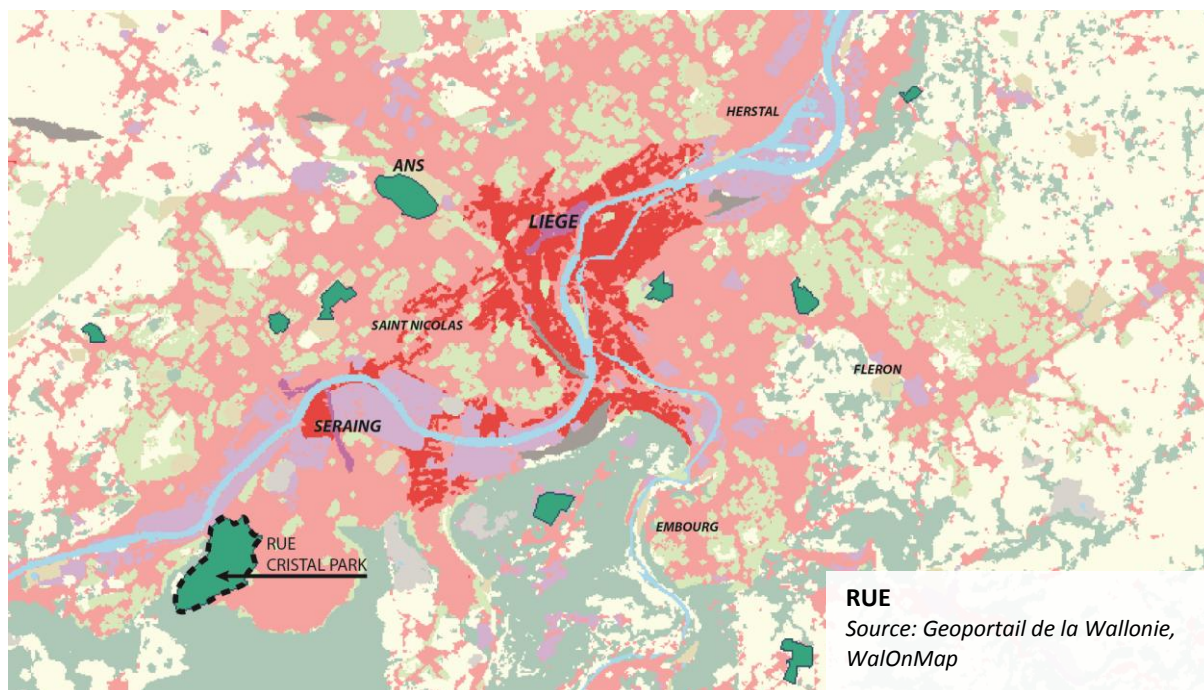 HERSTAL
ANS
LIEGE
SAINT NICOLAS
FLERON
SERAING
EMBOURG
RUE
CRISTAL PARK
RUE
Source: Geoportail de la Wallonie,
WalOnMap